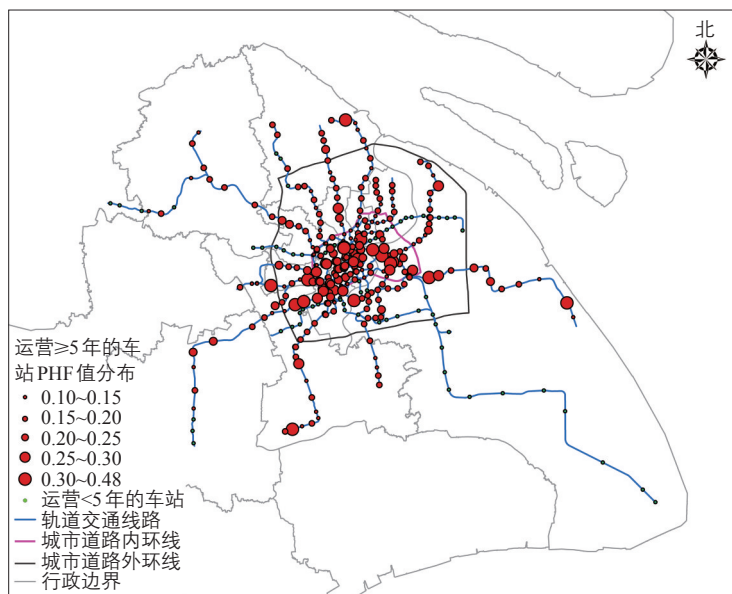 北
运营≥5年的车
站PHF值分布
0.10~0.15
0.15~0.20
0.20~0.25
0.25~0.30
0.30~0.48
运营<5年的车站
轨道交通线路
城市道路内环线
城市道路外环线
行政边界